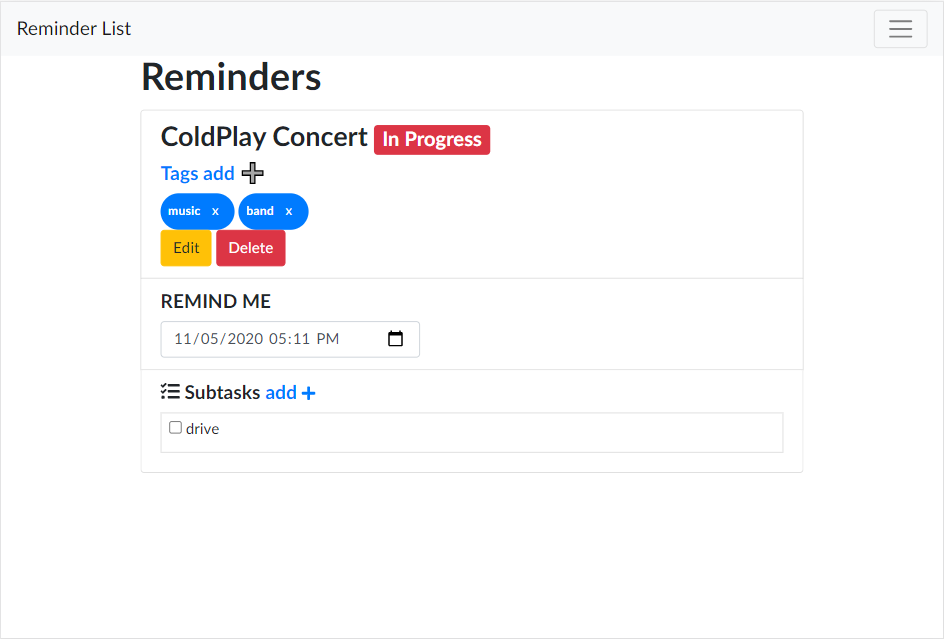 Reminder List
Reminders
ColdPlay Concert In Progress
Tags add
music x band x
Edit Delete
REMIND ME
11/05/2020 05:11 PM
Subtasks add
drive